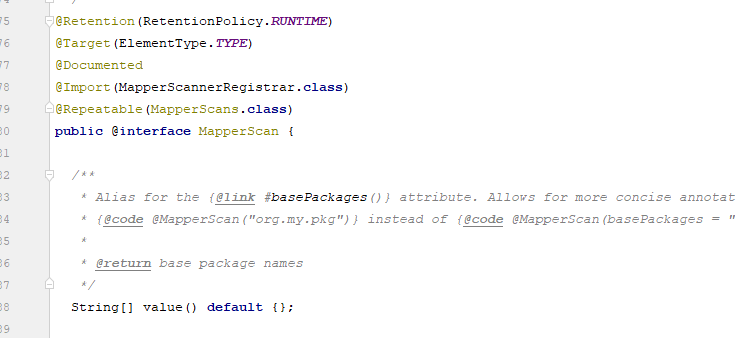 /
75 @Retention(RetentionPolicy.RUNTIME)
76 @Target(ElementType.TYPE)
77 @Documented
78 @Import(MapperScannerRegistrar.class)
79 @Repeatable(MapperScans.class)
80 public @interface MapperScan {
81
82 /**
83 * Alias for the {@link #basePackages()} attribute. Allows for more concise annotat
84 * {@code @MapperScan("org.my.pkg")} instead of {@code @MapperScan(basePackages = "
85 *
86 * @return base package names
87 */
88 String[] value() default {};
89